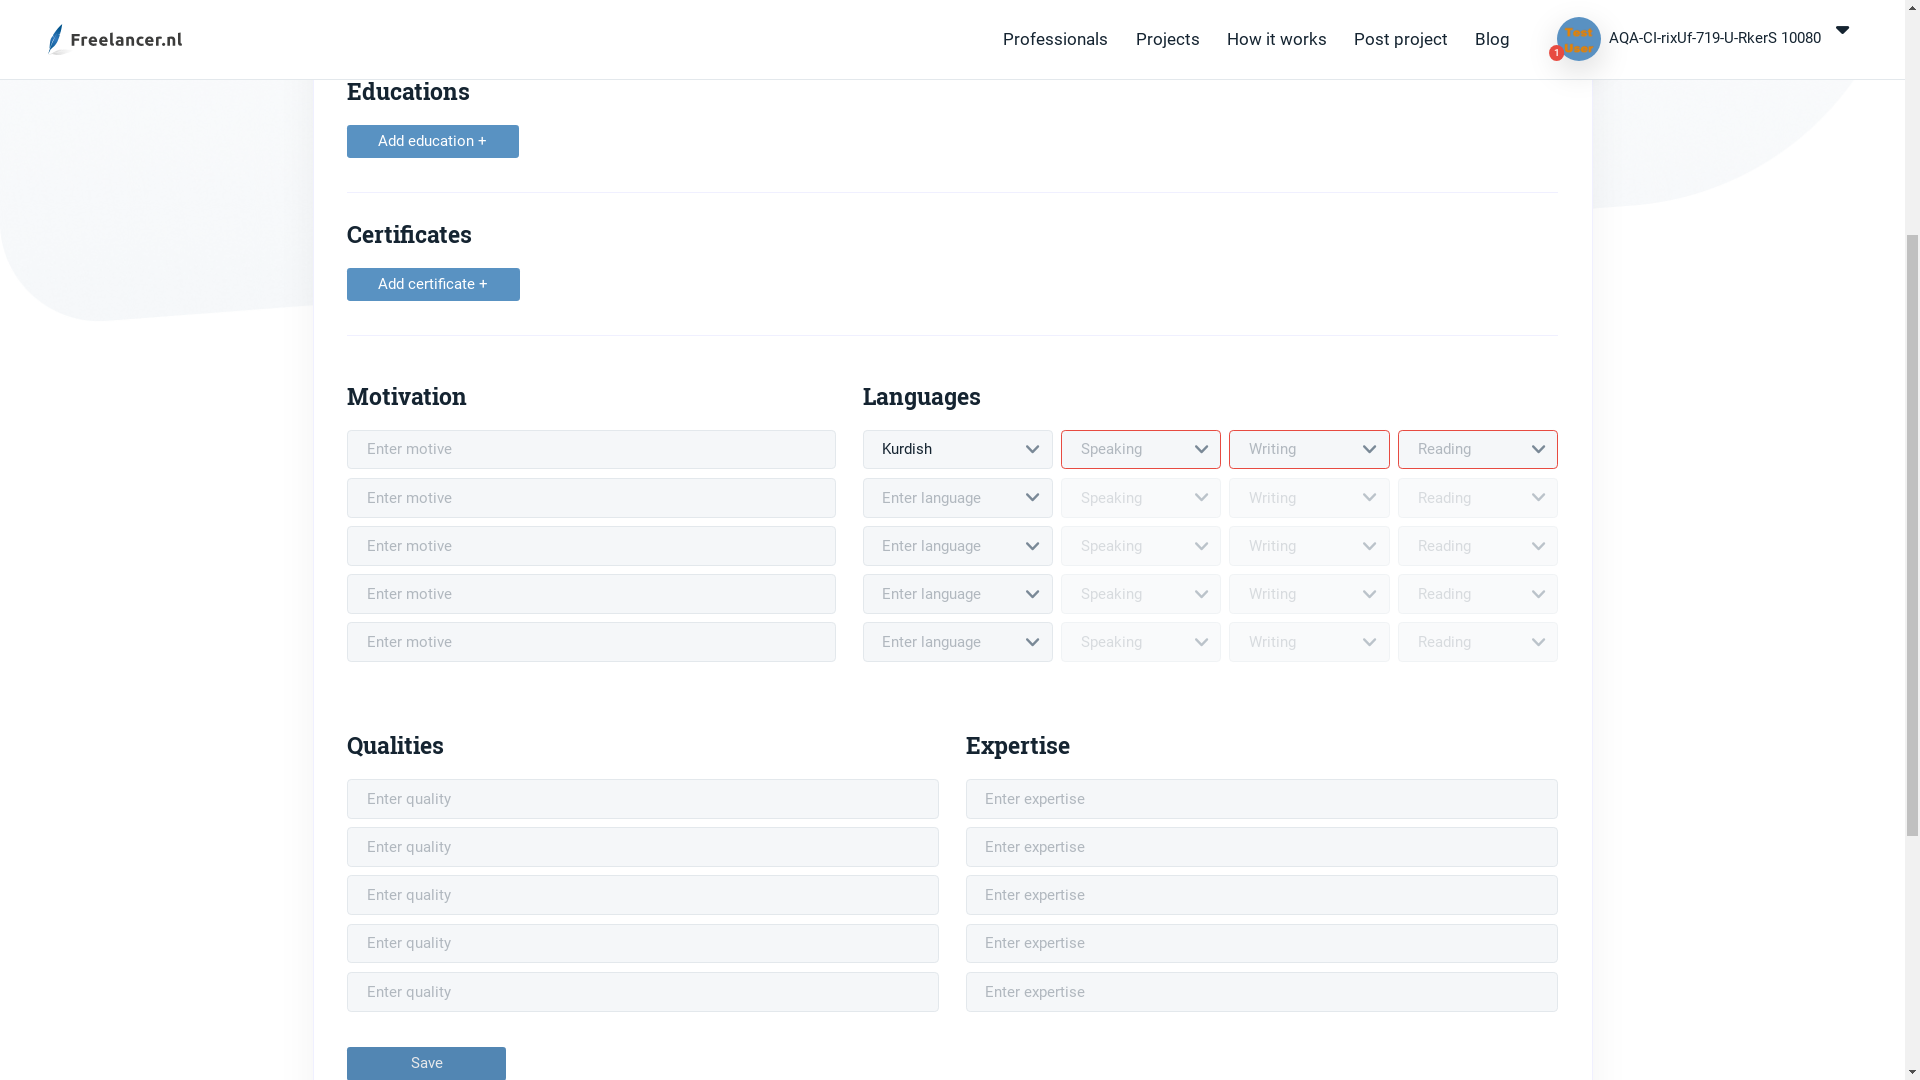 Freelancer.nl
Professionals Projects How it works Post project Blog
Test User
1
AQA-CI-rixUf-719-U-RkerS 10080
Educations
Add education +
Certificates
Add certificate +
Motivation
Enter motive
Enter motive
Enter motive
Enter motive
Enter motive
Languages
Kurdish Speaking Writing Reading
Enter language Speaking Writing Reading
Enter language Speaking Writing Reading
Enter language Speaking Writing Reading
Enter language Speaking Writing Reading
Qualities
Enter quality
Enter quality
Enter quality
Enter quality
Enter quality
Expertise
Enter expertise
Enter expertise
Enter expertise
Enter expertise
Enter expertise
Save